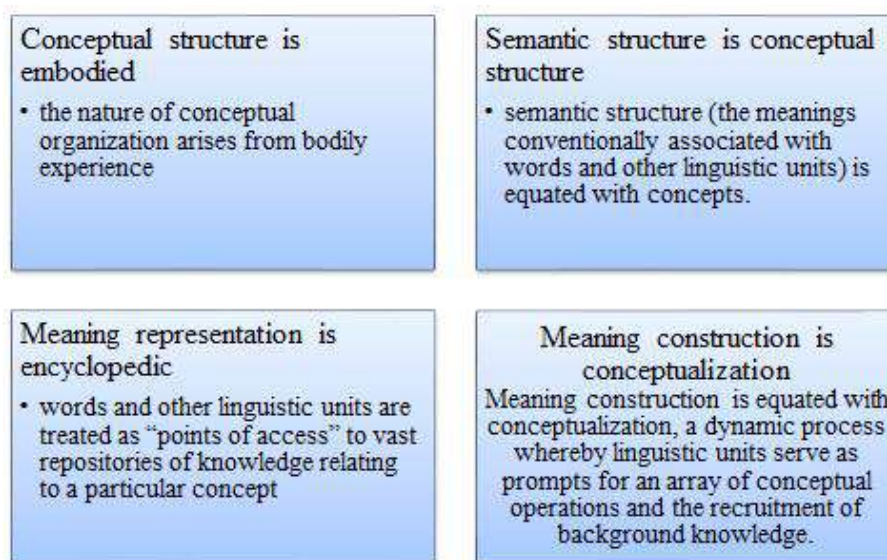 Conceptual structure is
embodied
• the nature of conceptual
organization arises from bodily
experience
Semantic structure is conceptual
structure
• semantic structure (the meanings
conventionally associated with
words and other linguistic units) is
equated with concepts.
Meaning representation is
encyclopedic
• words and other linguistic units are
treated as “points of access” to vast
repositories of knowledge relating
to a particular concept
Meaning construction is
conceptualization
Meaning construction is equated with
conceptualization, a dynamic process
whereby linguistic units serve as
prompts for an array of conceptual
operations and the recruitment of
background knowledge.